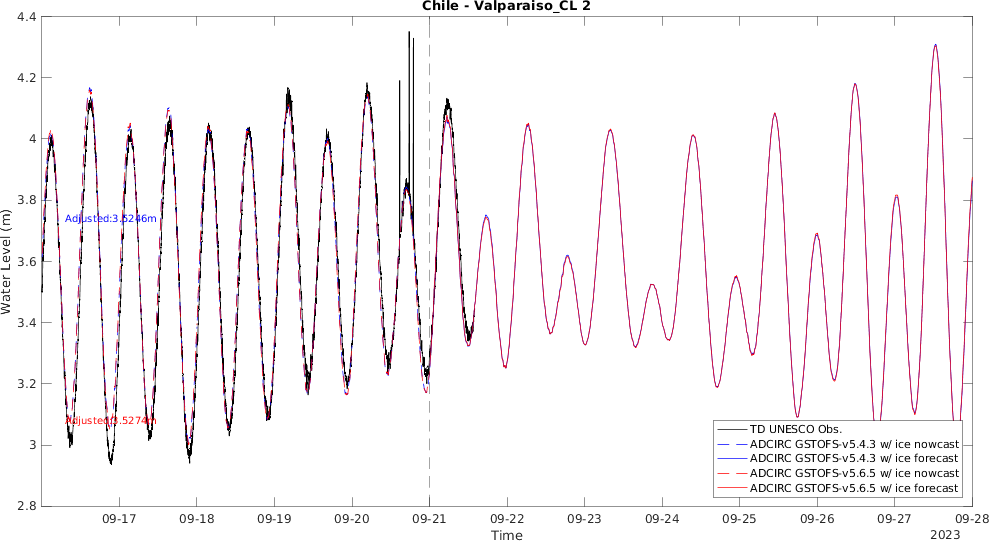 Chile - Valparaiso_CL 2
4.4
4.2
4
3.8
3.6
3.4
3.2
3
2.8
Water Level (m)
Adjusted:3.5246m
Adjusted:3.5274m
TD UNESCO Obs.
ADCIRC GSTOFS-v5.4.3 w/ ice nowcast
ADCIRC GSTOFS-v5.4.3 w/ ice forecast
ADCIRC GSTOFS-v5.6.5 w/ ice nowcast
ADCIRC GSTOFS-v5.6.5 w/ ice forecast
09-17 09-18 09-19 09-20 09-21 09-22 09-23 09-24 09-25 09-26 09-27 09-28
Time 2023